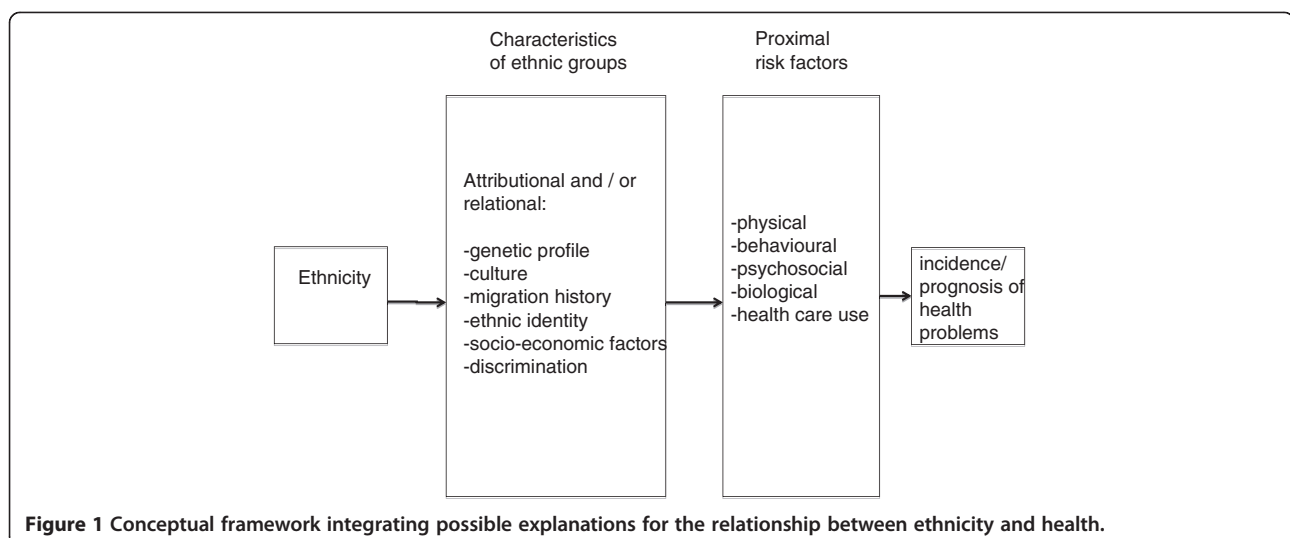 Characteristics
of ethnic groups
Proximal
risk factors
Ethnicity
Attributional and / or
relational:
-genetic profile
-culture
-migration history
-ethnic identity
-socio-economic factors
-discrimination
-physical
-behavioural
-psychosocial
-biological
-health care use
incidence/
prognosis of
health
problems
Figure 1 Conceptual framework integrating possible explanations for the relationship between ethnicity and health.